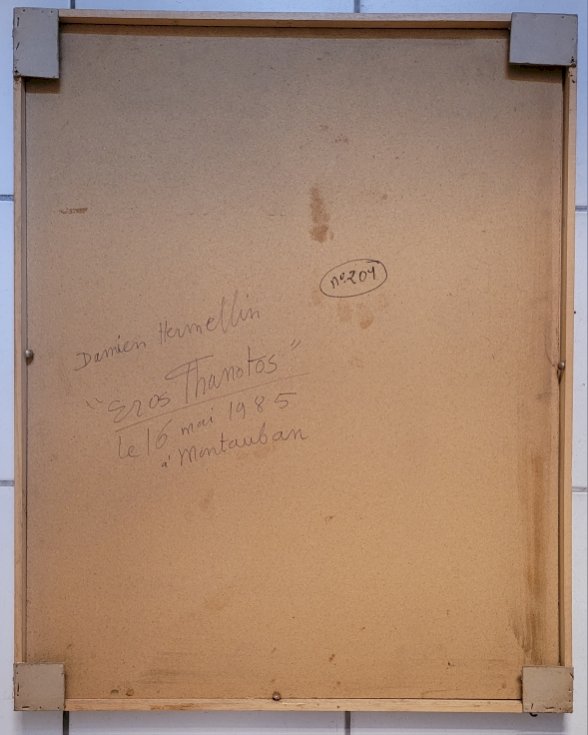 n°204
Damien Hermellin
"Eros Thanotos"
le 16 mai 1985
à Montauban